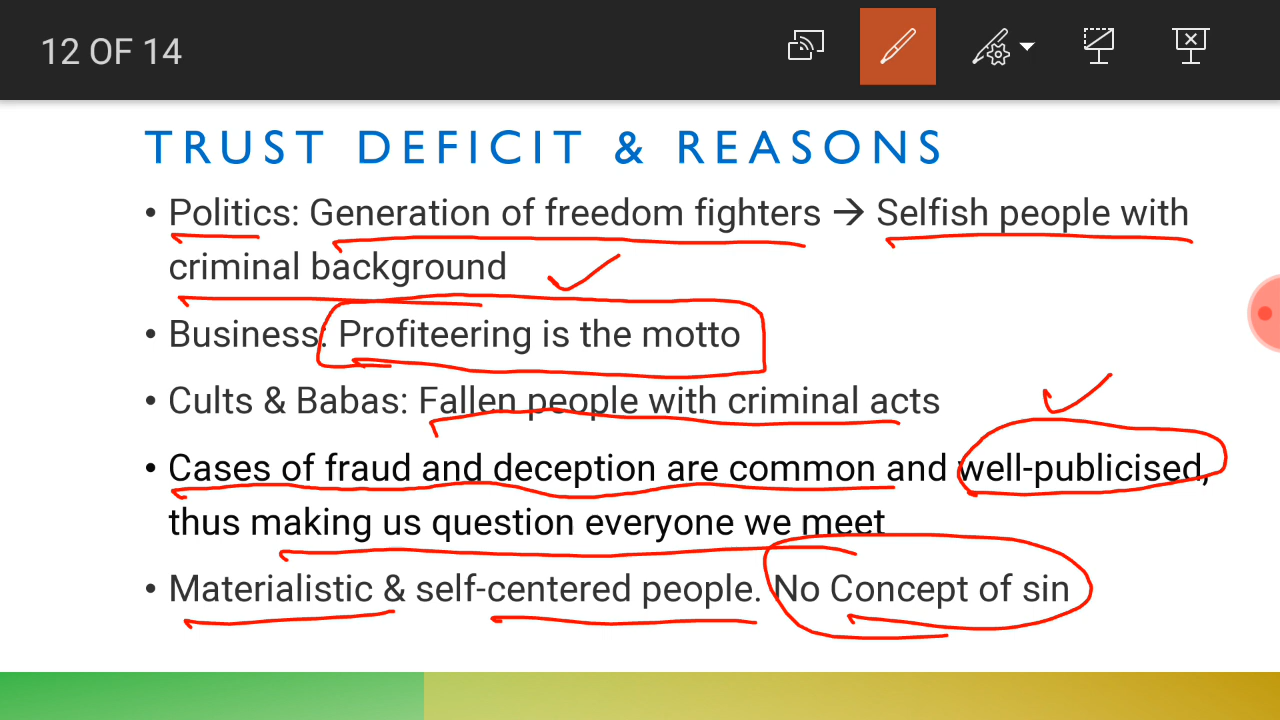 12 OF 14
TRUST DEFICIT & REASONS
• Politics: Generation of freedom fighters → Selfish people with
criminal background
• Business: Profiteering is the motto
• Cults & Babas: Fallen people with criminal acts
• Cases of fraud and deception are common and well-publicised,
thus making us question everyone we meet
• Materialistic & self-centered people. No Concept of sin